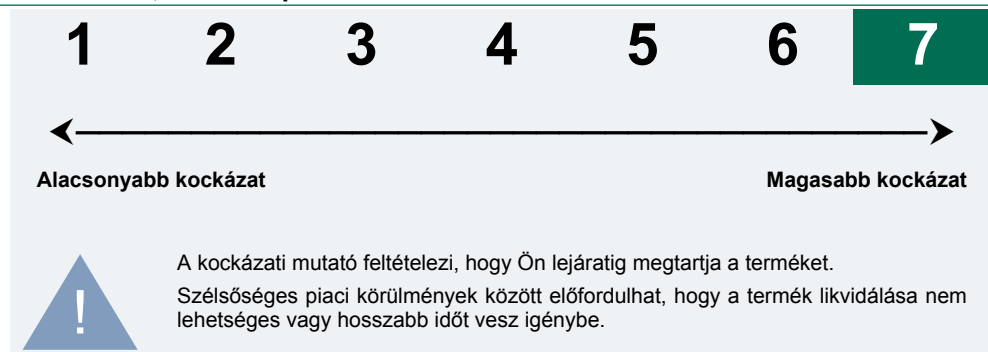 1 2 3 4 5 6 7
Alacsonyabb kockázat Magasabb kockázat
A kockázati mutató feltételezi, hogy Ön lejáratig megtartja a terméket.
Szélsőséges piaci körülmények között előfordulhat, hogy a termék likvidálása nem
lehetséges vagy hosszabb időt vesz igénybe.
!